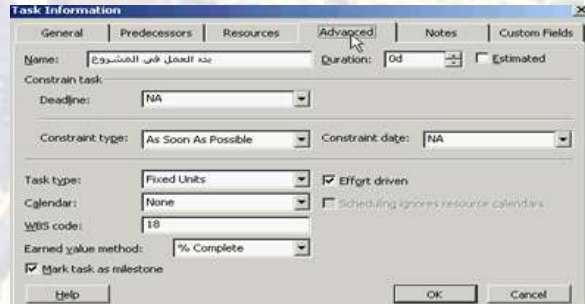 Task Information
General Predecessors Resources Advanced Notes Custom Fields
Name: بدء العمل فى المشروع Duration: 0d Estimated
Constrain task
Deadline: NA
Constraint type: As Soon As Possible Constraint date: NA
Task type: Fixed Units Effort driven
Calendar: None Scheduling ignores resource calendars
WBS code: 18
Earned value method: % Complete
Mark task as milestone
Help OK Cancel